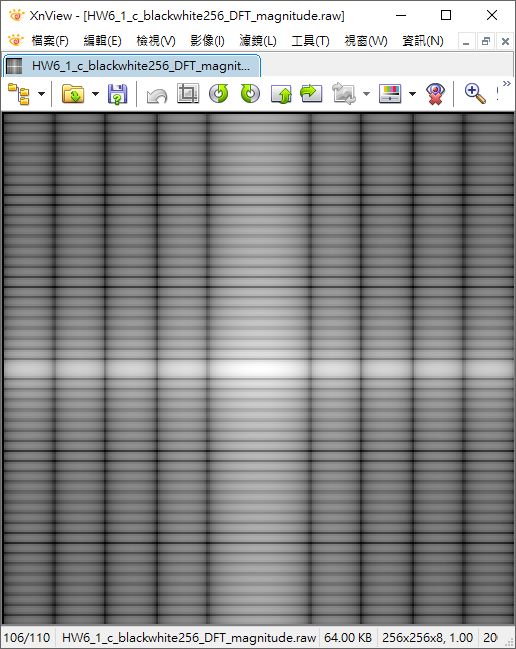 XnView - [HW6_1_c_blackwhite256_DFT_magnitude.raw]
檔案(F) 編輯(E) 檢視(V) 影像(I) 濾鏡(L) 工具(T) 視窗(W) 資訊(N)
HW6_1_c_blackwhite256_DFT_magnit...
106/110 HW6_1_c_blackwhite256_DFT_magnitude.raw 64.00 KB 256x256x8, 1.00 20